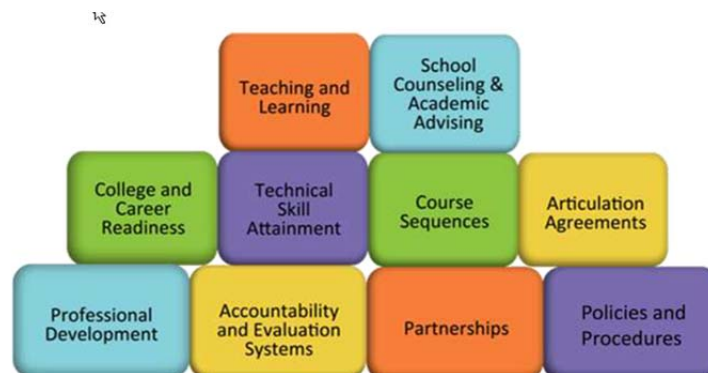 Teaching and
Learning
School
Counseling &
Academic
Advising
College and
Career
Readiness
Technical
Skill
Attainment
Course
Sequences
Articulation
Agreements
Professional
Development
Accountability
and Evaluation
Systems
Partnerships
Policies and
Procedures